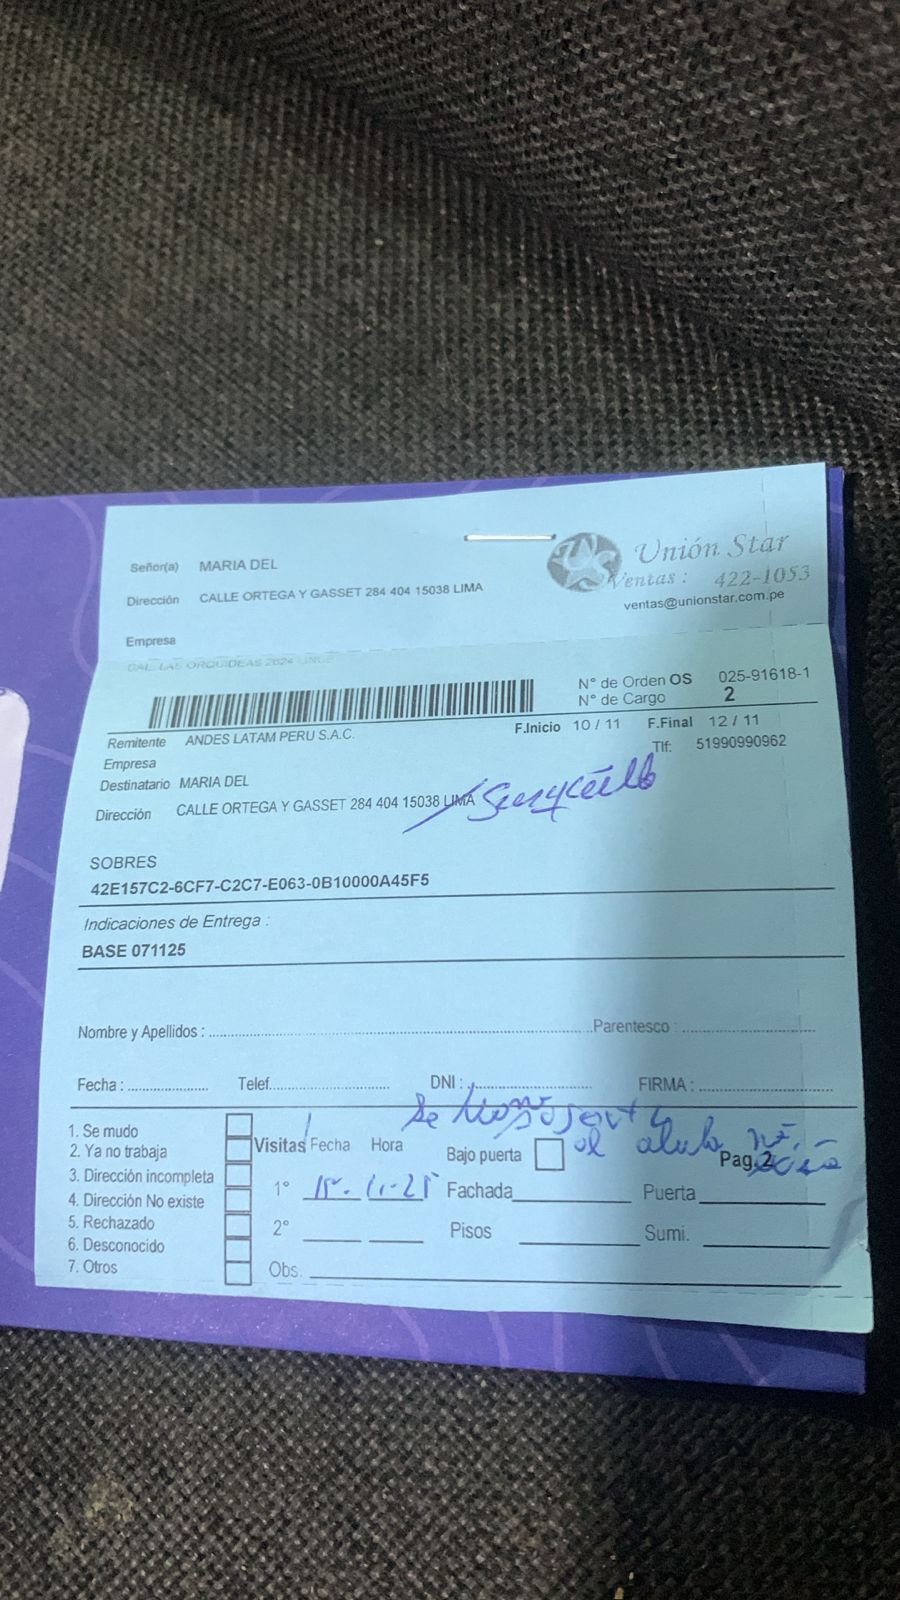 Unión Star
Señor(a) MARIA DEL
Ventas : 422-1053
Dirección CALLE ORTEGA Y GASSET 284 404 15038 LIMA
ventas@unionstar.com.pe
Empresa
CAL LAS ORQUIDEAS 2624
N° de Orden OS 025-91618-1
N° de Cargo 2
F.Inicio 10 / 11 F.Final 12 / 11
Remitente ANDES LATAM PERU S.A.C.
Tlf: 51990990962
Empresa
Destinatario MARIA DEL
Dirección CALLE ORTEGA Y GASSET 284 404 15038 LIMA
SOBRES
42E157C2-6CF7-C2C7-E063-0B10000A45F5
Indicaciones de Entrega :
BASE 071125
Nombre y Apellidos : Parentesco :
Fecha : Telef. DNI : FIRMA :
Se
1. Se mudo
2. Ya no trabaja
3. Dirección incompleta
4. Dirección No existe
5. Rechazado
6. Desconocido
7. Otros
Visitas Fecha Hora
1°
2°
Obs.
Bajo puerta
Pag.2
Fachada Puerta
Pisos Sumi.